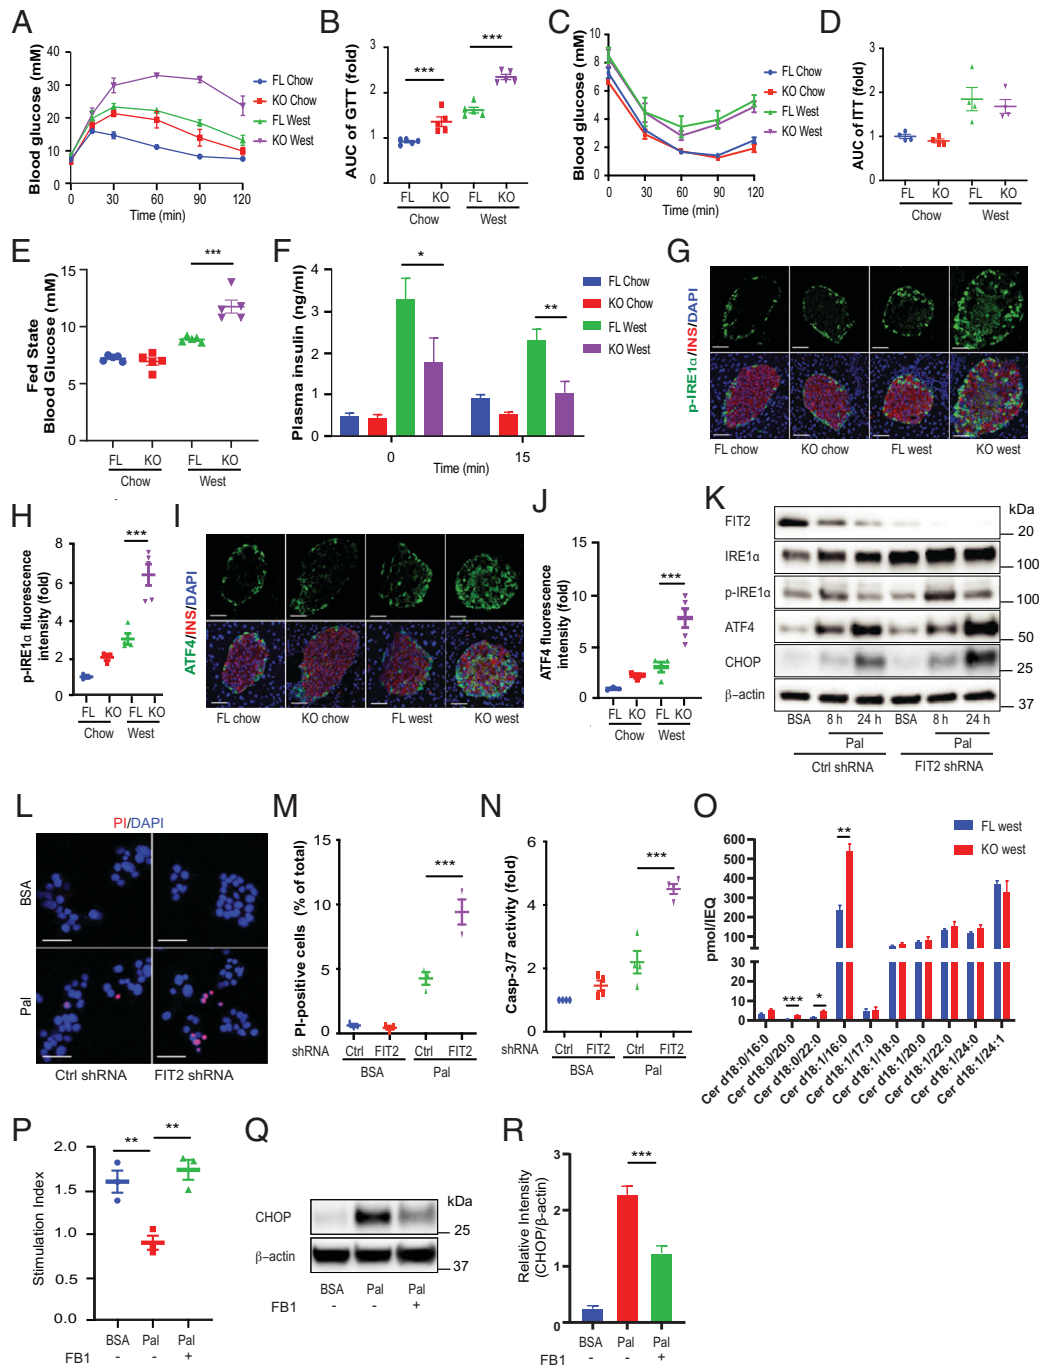 A
Blood glucose (mM)
40
30
20
10
0
0 30 60 90 120
Time (min)
FL Chow
KO Chow
FL West
KO West
B
AUC of GTT (fold)
3
2
1
0
***
***
FL KO FL KO
Chow West
C
Blood glucose (mM)
10
8
6
4
2
0
0 30 60 90 120
Time (min)
FL Chow
KO Chow
FL West
KO West
D
AUC of ITT (fold)
3
2
1
0
FL KO FL KO
Chow West
E
Fed State
Blood Glucose (mM)
15
10
5
0
***
FL KO FL KO
Chow West
F
Plasma insulin (ng/ml)
4
3
2
1
0
*
**
0 15
Time (min)
FL Chow
KO Chow
FL West
KO West
G
p-IRE1α/INS/DAPI
FL chow KO chow FL west KO west
H
p-IRE1α fluorescence
intensity (fold)
8
6
4
2
0
***
FL KO FL KO
Chow West
I
ATF4/INS/DAPI
FL chow KO chow FL west KO west
J
ATF4 fluorescence
intensity (fold)
15
10
5
0
***
FL KO FL KO
Chow West
K
kDa
FIT2
20
IRE1α
100
p-IRE1α
100
ATF4
50
CHOP
25
β-actin
37
BSA 8 h 24 h BSA 8 h 24 h
Pal Pal
Ctrl shRNA FIT2 shRNA
L
PI/DAPI
BSA
Pal
Ctrl shRNA FIT2 shRNA
M
PI-positive cells (% of total)
15
10
5
0
***
shRNA Ctrl FIT2 Ctrl FIT2
BSA Pal
N
Casp-3/7 activity (fold)
6
4
2
0
***
shRNA Ctrl FIT2 Ctrl FIT2
BSA Pal
O
pmol/IEQ
600
500
400
300
200
100
30
20
10
0
**
***
*
FL west
KO west
Cer d18:0/16:0
Cer d18:0/20:0
Cer d18:0/22:0
Cer d18:1/16:0
Cer d18:1/17:0
Cer d18:1/18:0
Cer d18:1/20:0
Cer d18:1/22:0
Cer d18:1/24:0
Cer d18:1/24:1
P
Stimulation Index
2.0
1.5
1.0
0.5
0.0
**
**
BSA Pal Pal
FB1 - - +
Q
kDa
CHOP
25
β-actin
37
BSA Pal Pal
FB1 - - +
R
Relative Intensity
(CHOP/β-actin)
3
2
1
0
***
BSA Pal Pal
FB1 - - +